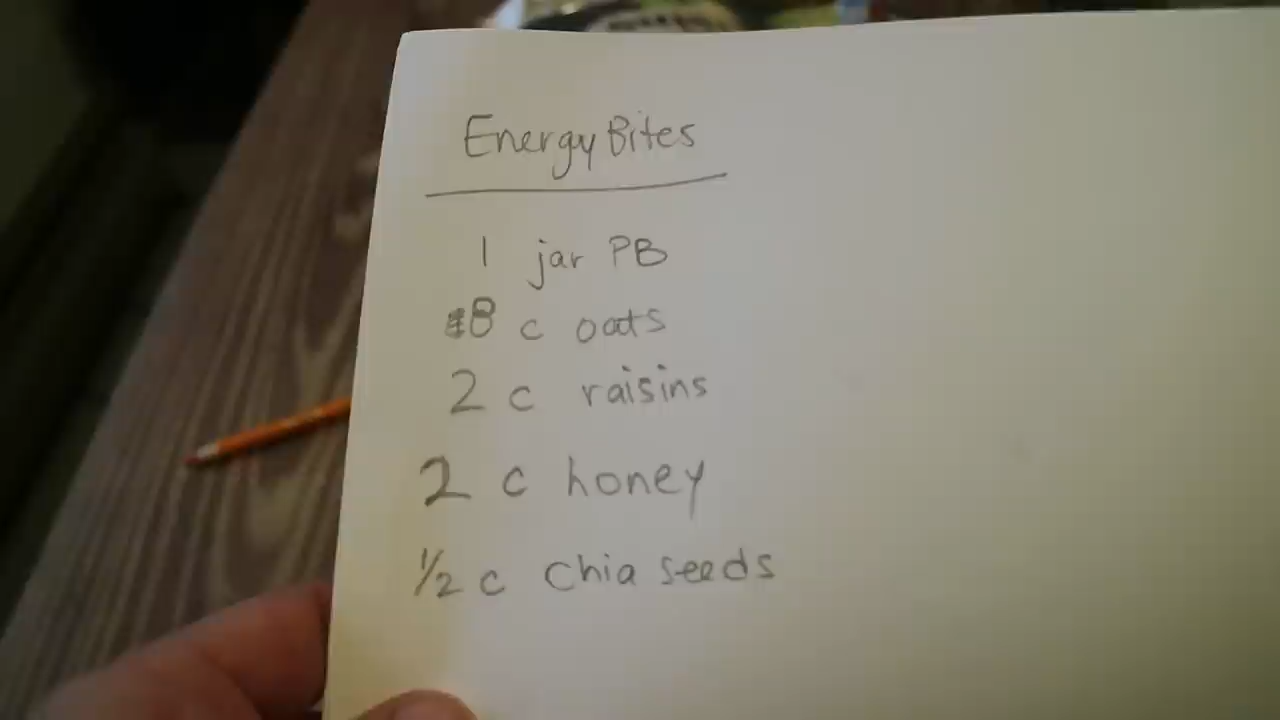 Energy Bites
1 jar PB
8 c oats
2 c raisins
2 c honey
1/2 c Chia seeds